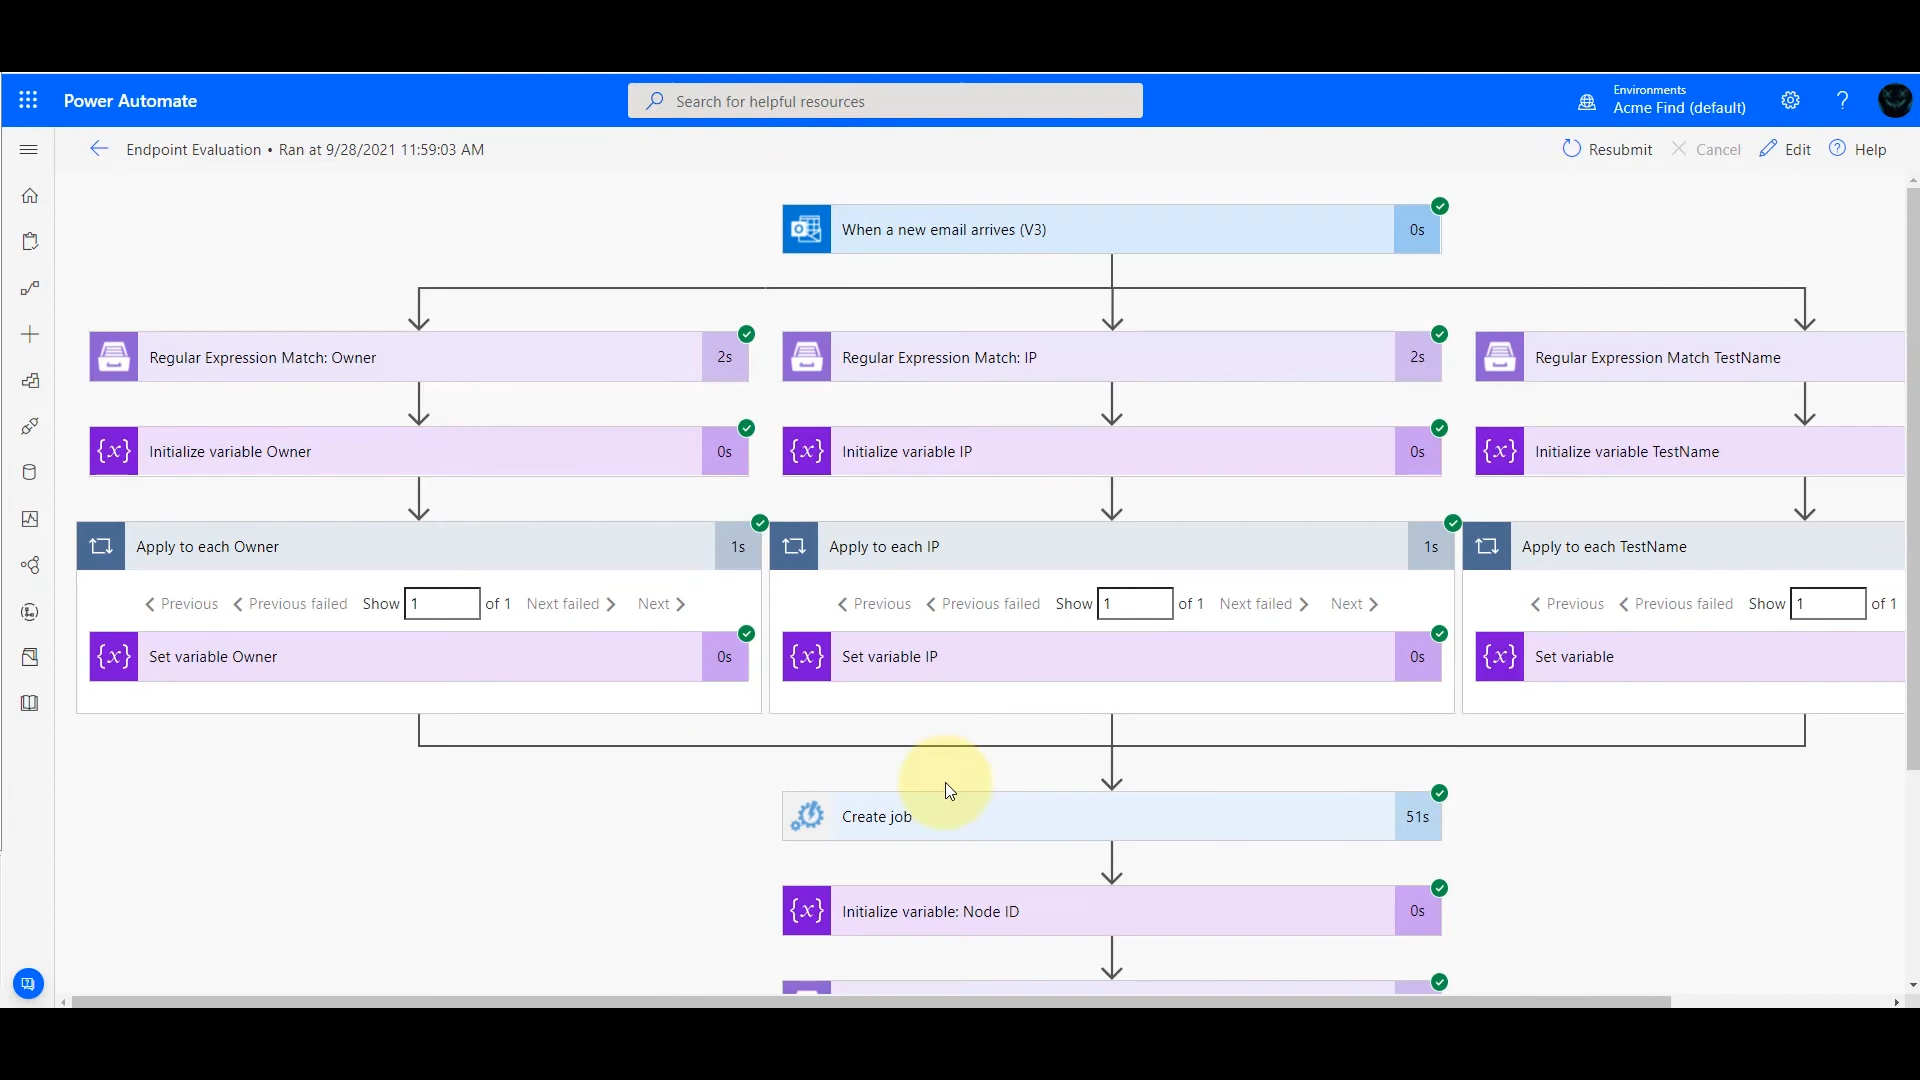 Power Automate
Search for helpful resources
Environments
Acme Find (default)
?
Endpoint Evaluation • Ran at 9/28/2021 11:59:03 AM
Resubmit
Cancel
Edit
Help
When a new email arrives (V3)
0s
Regular Expression Match: Owner
2s
Regular Expression Match: IP
2s
Regular Expression Match TestName
{x} Initialize variable Owner
0s
{x} Initialize variable IP
0s
{x} Initialize variable TestName
Apply to each Owner
1s
Apply to each IP
1s
Apply to each TestName
Previous Previous failed Show 1 of 1 Next failed Next
Previous Previous failed Show 1 of 1 Next failed Next
Previous Previous failed Show 1 of 1
{x} Set variable Owner
0s
{x} Set variable IP
0s
{x} Set variable
Create job
51s
{x} Initialize variable: Node ID
0s